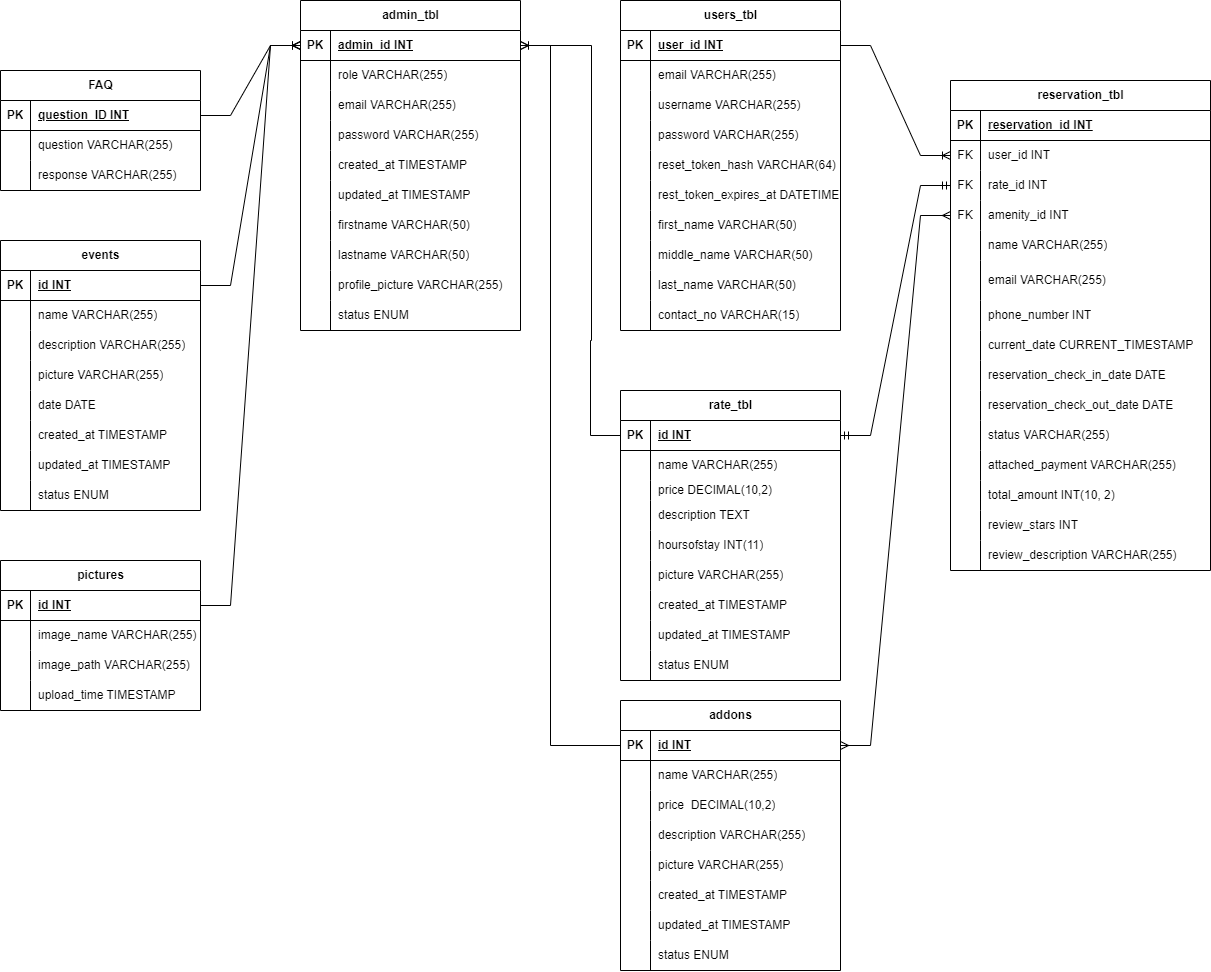 admin_tbl
PK admin_id INT
role VARCHAR(255)
email VARCHAR(255)
password VARCHAR(255)
created_at TIMESTAMP
updated_at TIMESTAMP
firstname VARCHAR(50)
lastname VARCHAR(50)
profile_picture VARCHAR(255)
status ENUM
users_tbl
PK user_id INT
email VARCHAR(255)
username VARCHAR(255)
password VARCHAR(255)
reset_token_hash VARCHAR(64)
rest_token_expires_at DATETIME
first_name VARCHAR(50)
middle_name VARCHAR(50)
last_name VARCHAR(50)
contact_no VARCHAR(15)
FAQ
PK question_ID INT
question VARCHAR(255)
response VARCHAR(255)
reservation_tbl
PK reservation_id INT
FK user_id INT
FK rate_id INT
FK amenity_id INT
name VARCHAR(255)
email VARCHAR(255)
phone_number INT
current_date CURRENT_TIMESTAMP
reservation_check_in_date DATE
reservation_check_out_date DATE
status VARCHAR(255)
attached_payment VARCHAR(255)
total_amount INT(10, 2)
review_stars INT
review_description VARCHAR(255)
events
PK id INT
name VARCHAR(255)
description VARCHAR(255)
picture VARCHAR(255)
date DATE
created_at TIMESTAMP
updated_at TIMESTAMP
status ENUM
rate_tbl
PK id INT
name VARCHAR(255)
price DECIMAL(10,2)
description TEXT
hoursofstay INT(11)
picture VARCHAR(255)
created_at TIMESTAMP
updated_at TIMESTAMP
status ENUM
pictures
PK id INT
image_name VARCHAR(255)
image_path VARCHAR(255)
upload_time TIMESTAMP
addons
PK id INT
name VARCHAR(255)
price DECIMAL(10,2)
description VARCHAR(255)
picture VARCHAR(255)
created_at TIMESTAMP
updated_at TIMESTAMP
status ENUM